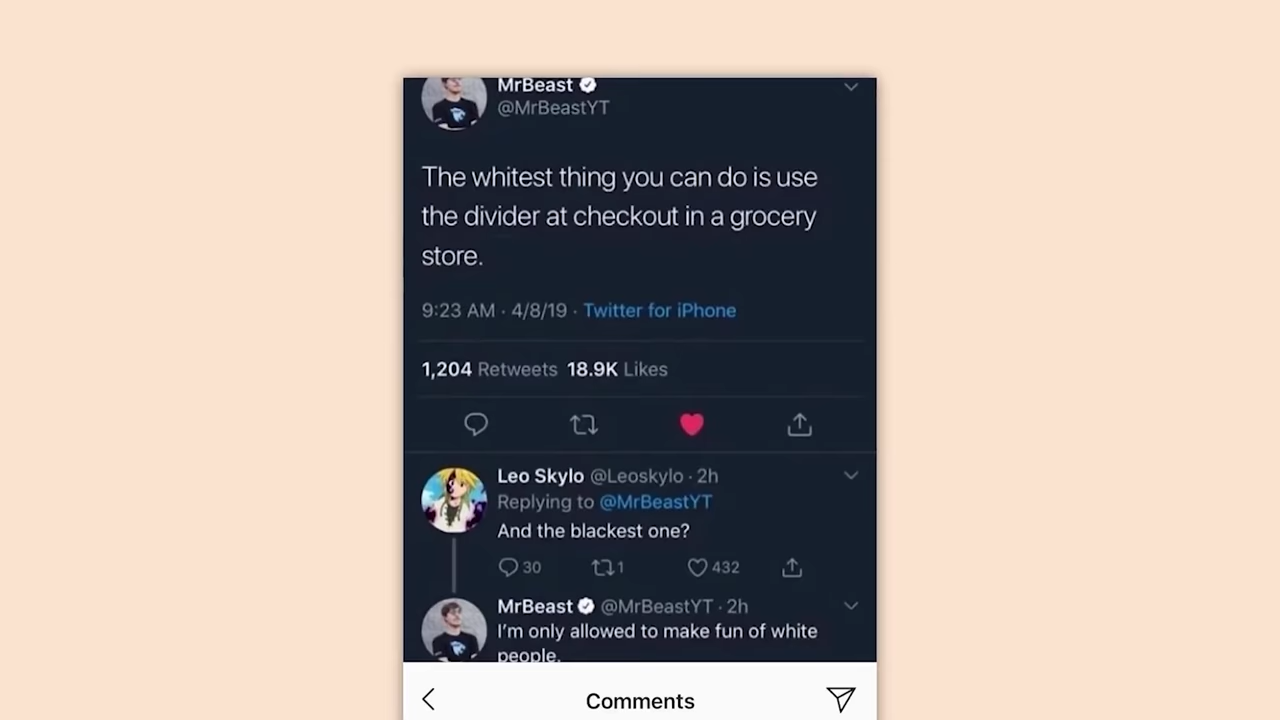 MrBeast
@MrBeastYT
The whitest thing you can do is use
the divider at checkout in a grocery
store.
9:23 AM · 4/8/19 · Twitter for iPhone
1,204 Retweets 18.9K Likes
Leo Skylo @Leoskylo · 2h
Replying to @MrBeastYT
And the blackest one?
30 1 432
MrBeast @MrBeastYT · 2h
I'm only allowed to make fun of white
people.
Comments